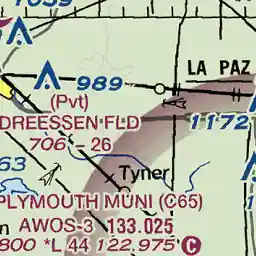 1039
989
LA PAZ
(Pvt)
DREESSEN FLD
1172
706 - 26
63
Tyner
PLYMOUTH MUNI (C65)
AWOS-3 133.025
800 *L 44 122.975 C